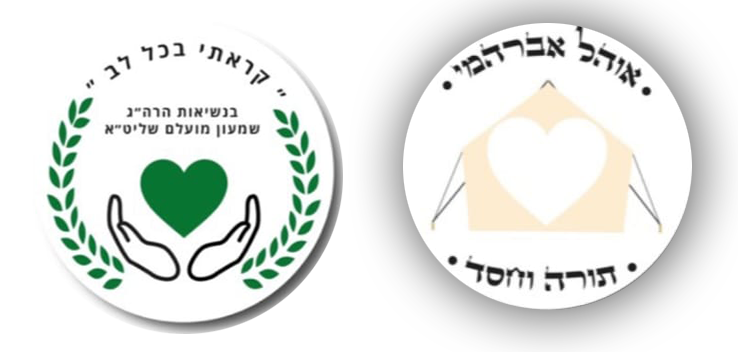 " קראתי בכל לב "
בנשיאות הרה"ג
שמעון מועלם שליט"א
• אוהל אברהמי •
• תורה וחסד •